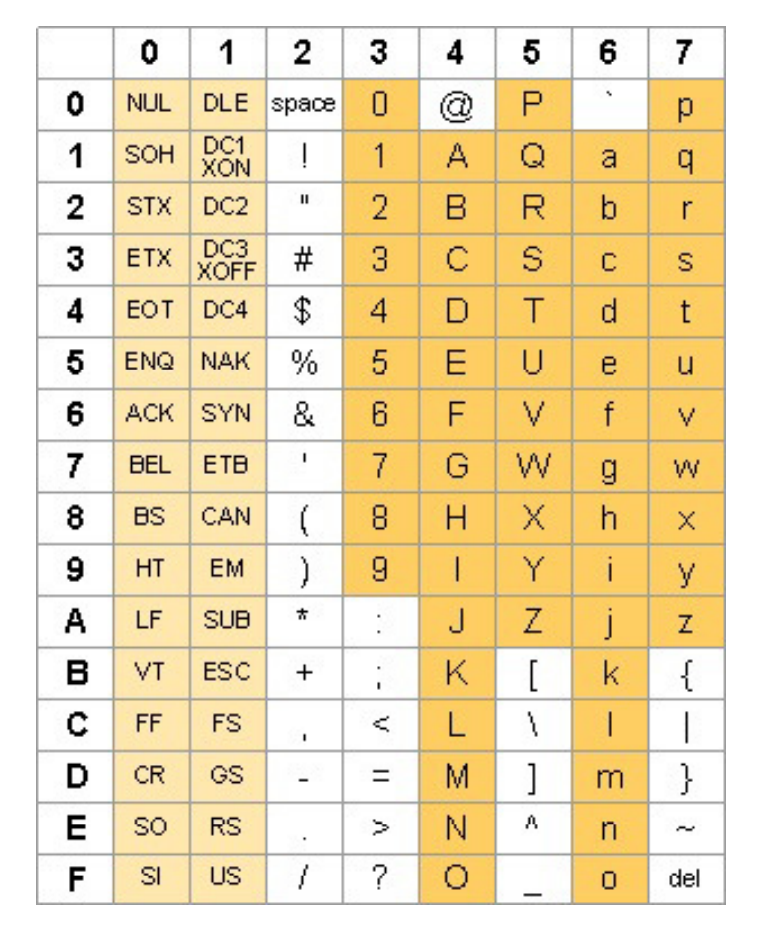 0 1 2 3 4 5 6 7
0 NUL DLE space 0 @ P ` p
1 SOH DC1 XON ! 1 A Q a q
2 STX DC2 " 2 B R b r
3 ETX DC3 XOFF # 3 C S c s
4 EOT DC4 $ 4 D T d t
5 ENQ NAK % 5 E U e u
6 ACK SYN & 6 F V f v
7 BEL ETB ' 7 G W g w
8 BS CAN ( 8 H X h x
9 HT EM ) 9 I Y i y
A LF SUB * : J Z j z
B VT ESC + ; K [ k {
C FF FS , < L \ l |
D CR GS - = M ] m }
E SO RS . > N ^ n ~
F SI US / ? O _ o del